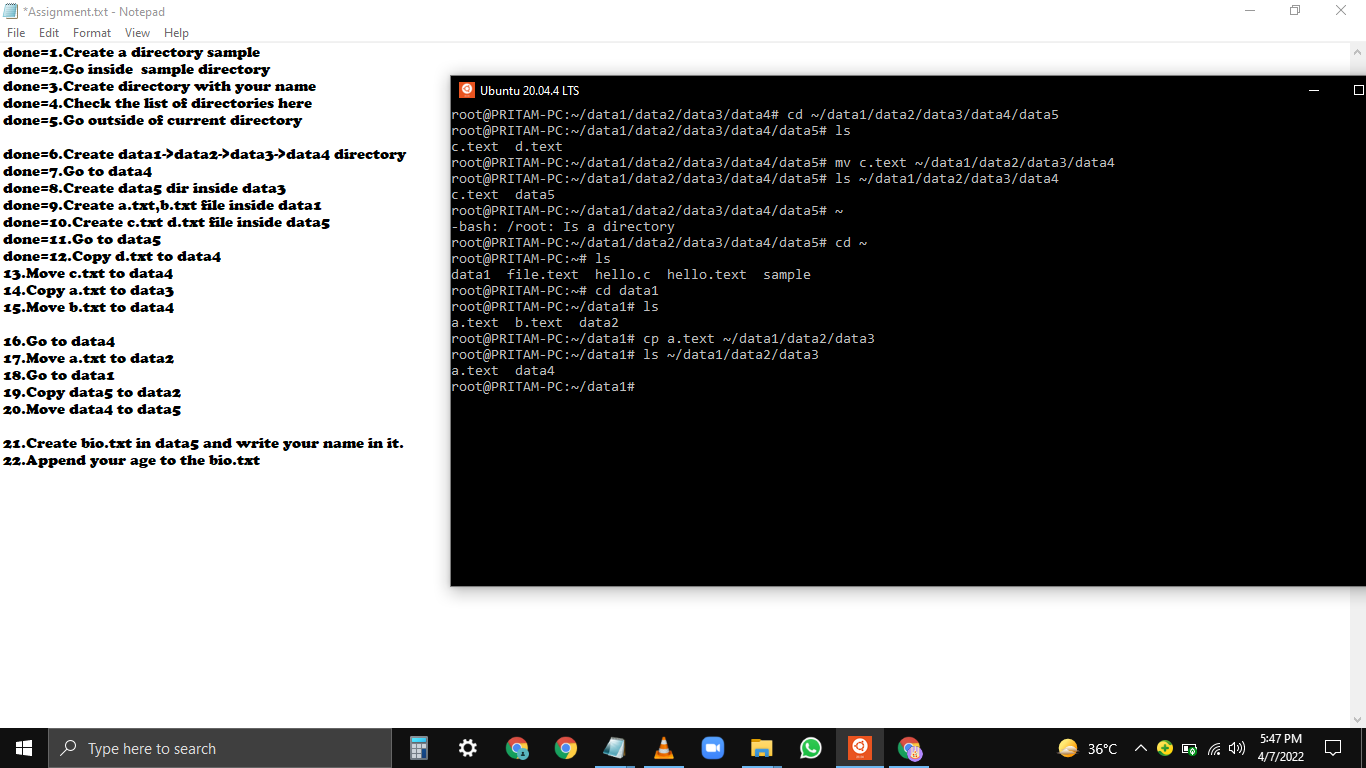 *Assignment.txt - Notepad
File Edit Format View Help
done=1.Create a directory sample
done=2.Go inside  sample directory
done=3.Create directory with your name
done=4.Check the list of directories here
done=5.Go outside of current directory
done=6.Create data1->data2->data3->data4 directory
done=7.Go to data4
done=8.Create data5 dir inside data3
done=9.Create a.txt,b.txt file inside data1
done=10.Create c.txt d.txt file inside data5
done=11.Go to data5
done=12.Copy d.txt to data4
13.Move c.txt to data4
14.Copy a.txt to data3
15.Move b.txt to data4
16.Go to data4
17.Move a.txt to data2
18.Go to data1
19.Copy data5 to data2
20.Move data4 to data5
21.Create bio.txt in data5 and write your name in it.
22.Append your age to the bio.txt
Ubuntu 20.04.4 LTS
root@PRITAM-PC:~/data1/data2/data3/data4# cd ~/data1/data2/data3/data4/data5
root@PRITAM-PC:~/data1/data2/data3/data4/data5# ls
c.text  d.text
root@PRITAM-PC:~/data1/data2/data3/data4/data5# mv c.text ~/data1/data2/data3/data4
root@PRITAM-PC:~/data1/data2/data3/data4/data5# ls ~/data1/data2/data3/data4
c.text  data5
root@PRITAM-PC:~/data1/data2/data3/data4/data5# ~
-bash: /root: Is a directory
root@PRITAM-PC:~/data1/data2/data3/data4/data5# cd ~
root@PRITAM-PC:~# ls
data1  file.text  hello.c  hello.text  sample
root@PRITAM-PC:~# cd data1
root@PRITAM-PC:~/data1# ls
a.text  b.text  data2
root@PRITAM-PC:~/data1# cp a.text ~/data1/data2/data3
root@PRITAM-PC:~/data1# ls ~/data1/data2/data3
a.text  data4
root@PRITAM-PC:~/data1#
Type here to search
36°C
5:47 PM
4/7/2022